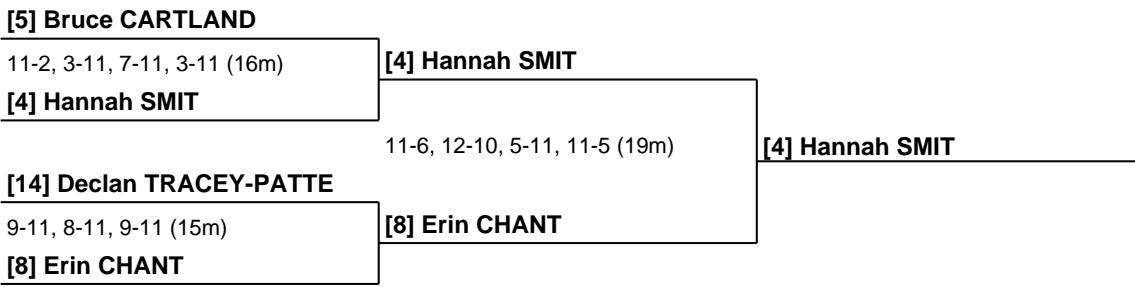 [5] Bruce CARTLAND
11-2, 3-11, 7-11, 3-11 (16m)
[4] Hannah SMIT
[4] Hannah SMIT
11-6, 12-10, 5-11, 11-5 (19m)
[4] Hannah SMIT
[14] Declan TRACEY-PATTE
9-11, 8-11, 9-11 (15m)
[8] Erin CHANT
[8] Erin CHANT